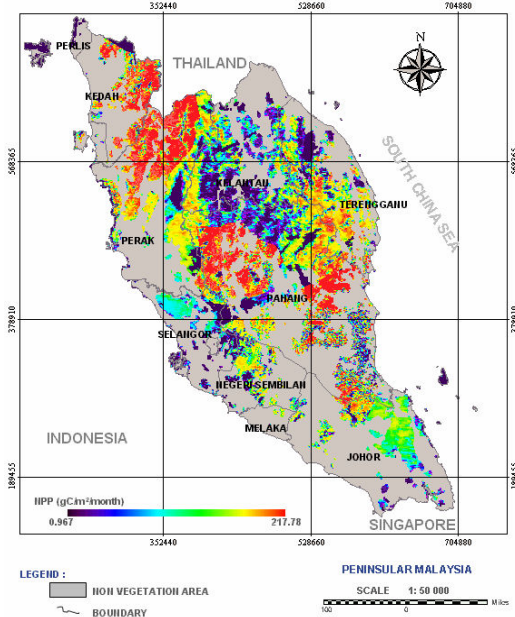 332440 528660 704880
N
PERLIS
THAILAND
KEDAH
568365 568365
SOUTH CHINA SEA
KELANTAN
TERENGGANU
PERAK
PAHANG
378910 378910
SELANGOR
NEGERI SEMBILAN
MELAKA
INDONESIA
JOHOR
189455 189455
NPP (gC/m²/month)
0.967 217.78
SINGAPORE
332440 528660 704880
LEGEND :
PENINSULAR MALAYSIA
NON VEGETATION AREA
SCALE 1: 50 000
BOUNDARY
100 0 Miles